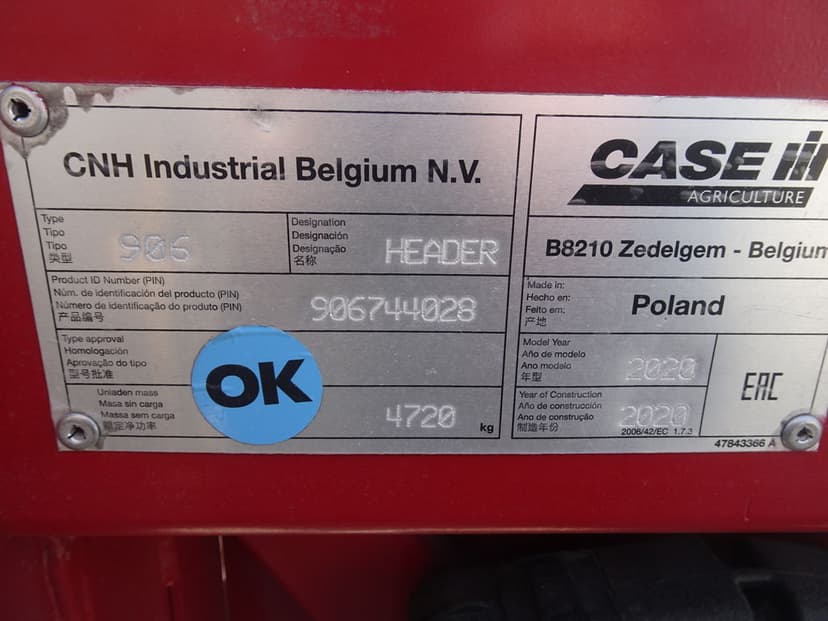 CNH Industrial Belgium N.V.
Type
Tipo
Tipo
类型
906
Designation
Designación
Designação
名称
HEADER
Product ID Number (PIN)
Núm. de identificación del producto (PIN)
Número de identificação do produto (PIN)
产品编号
906744028
Type approval
Homologación
Aprovação do tipo
型号批准
OK
Unladen mass
Masa sin carga
Massa sem carga
额定净功率
4720 kg
CASE IH
AGRICULTURE
B8210 Zedelgem - Belgium
Made in:
Hecho en:
Feito em:
产地
Poland
Model Year
Año de modelo
Ano modelo
年型
2020
Year of Construction
Año de construcción
Ano de construção
制造年份
2020
2006/42/EC 1.7.3
EAC
47843366 A